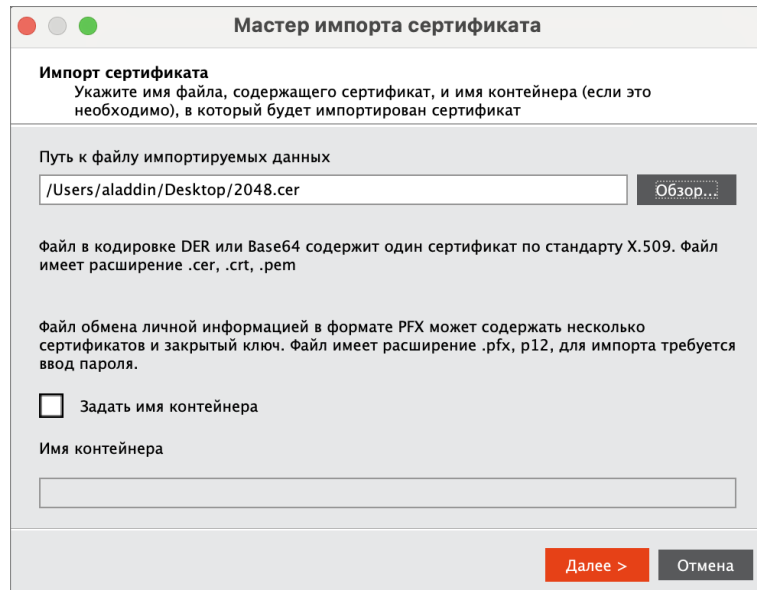 Мастер импорта сертификата
Импорт сертификата
Укажите имя файла, содержащего сертификат, и имя контейнера (если это
необходимо), в который будет импортирован сертификат
Путь к файлу импортируемых данных
/Users/aladdin/Desktop/2048.cer
Обзор...
Файл в кодировке DER или Base64 содержит один сертификат по стандарту X.509. Файл
имеет расширение .cer, .crt, .pem
Файл обмена личной информацией в формате PFX может содержать несколько
сертификатов и закрытый ключ. Файл имеет расширение .pfx, p12, для импорта требуется
ввод пароля.
Задать имя контейнера
Имя контейнера
Далее >
Отмена